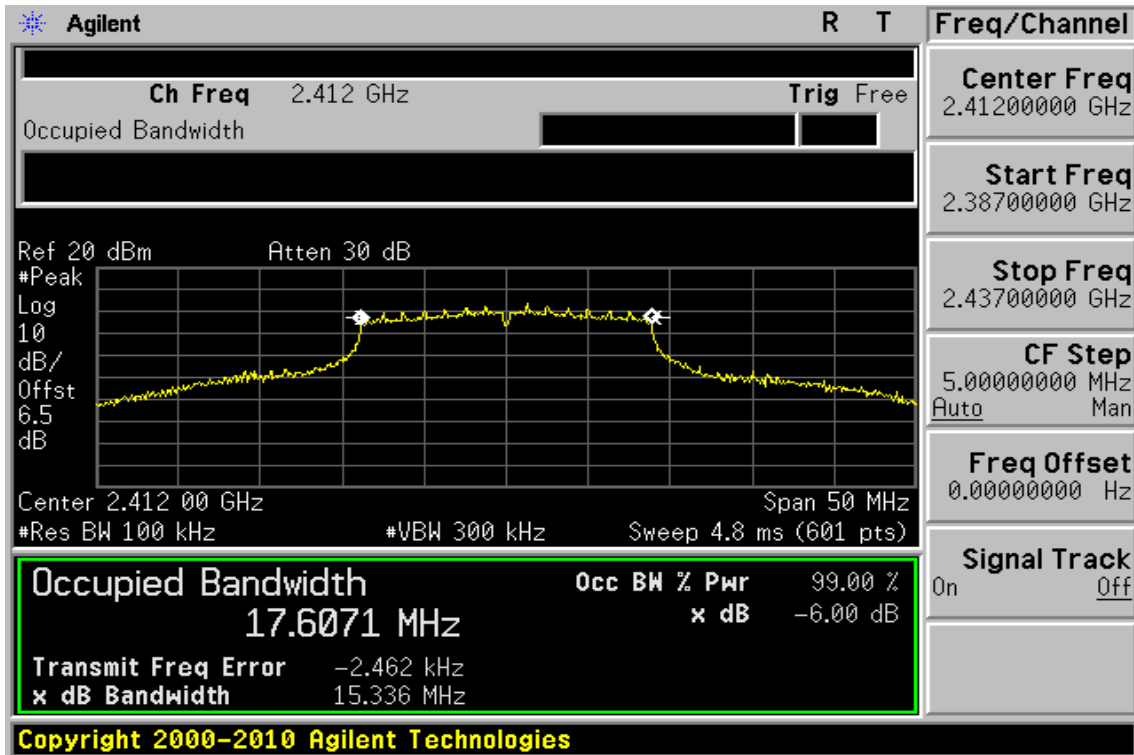 Agilent R T
Ch Freq 2.412 GHz Trig Free
Occupied Bandwidth
Ref 20 dBm Atten 30 dB
#Peak
Log
10
dB/
Offst
6.5
dB
Center 2.412 00 GHz Span 50 MHz
#Res BW 100 kHz #VBW 300 kHz Sweep 4.8 ms (601 pts)
Occupied Bandwidth
17.6071 MHz
Occ BW % Pwr 99.00 %
x dB -6.00 dB
Transmit Freq Error -2.462 kHz
x dB Bandwidth 15.336 MHz
Copyright 2000-2010 Agilent Technologies
Freq/Channel
Center Freq
2.41200000 GHz
Start Freq
2.38700000 GHz
Stop Freq
2.43700000 GHz
CF Step
5.00000000 MHz
Auto Man
Freq Offset
0.00000000 Hz
Signal Track
On Off